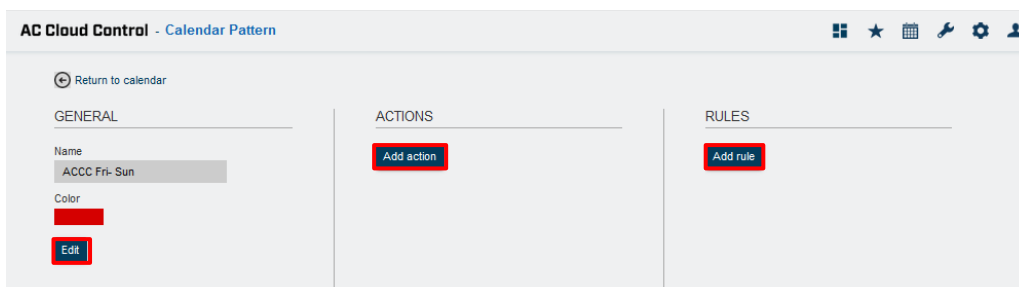 AC Cloud Control - Calendar Pattern
Return to calendar
GENERAL
Name
ACCC Fri- Sun
Color
Edit
ACTIONS
Add action
RULES
Add rule